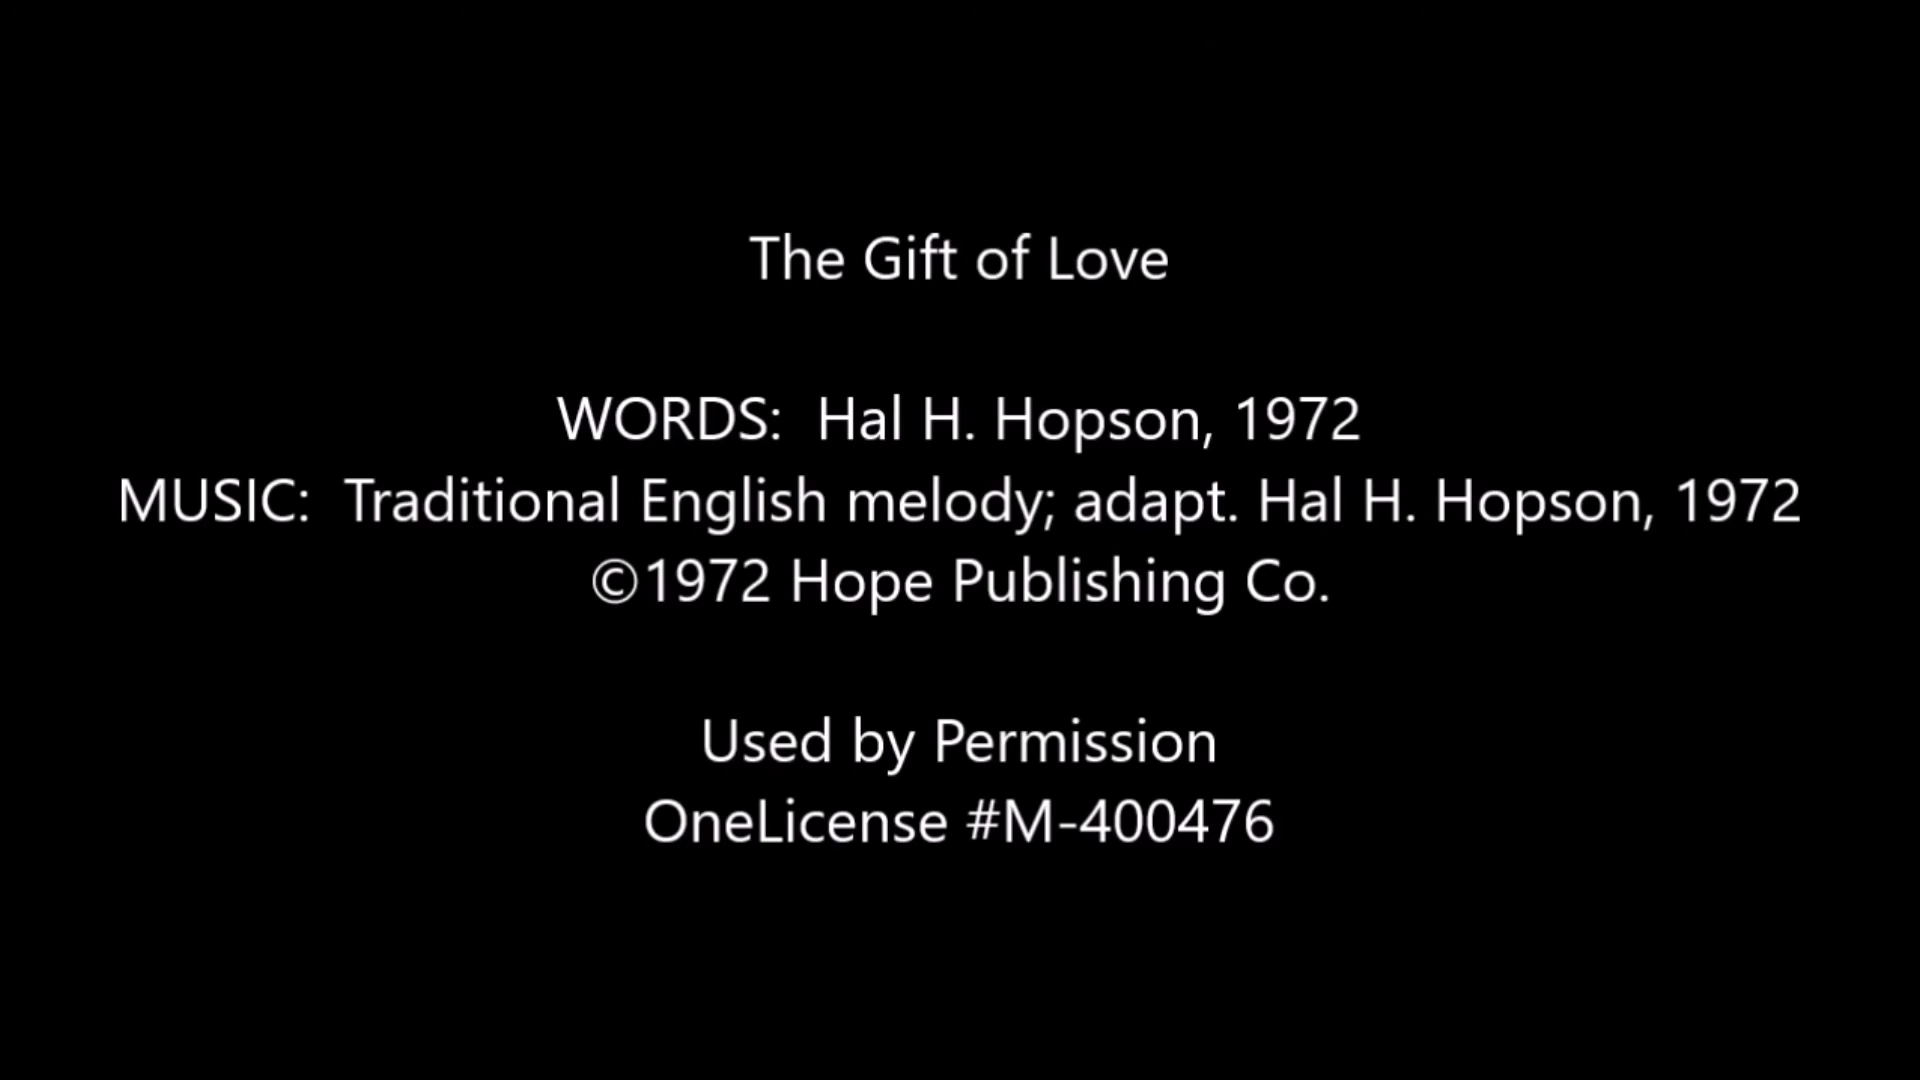 The Gift of Love
WORDS:  Hal H. Hopson, 1972
MUSIC:  Traditional English melody; adapt. Hal H. Hopson, 1972
©1972 Hope Publishing Co.
Used by Permission
OneLicense #M-400476